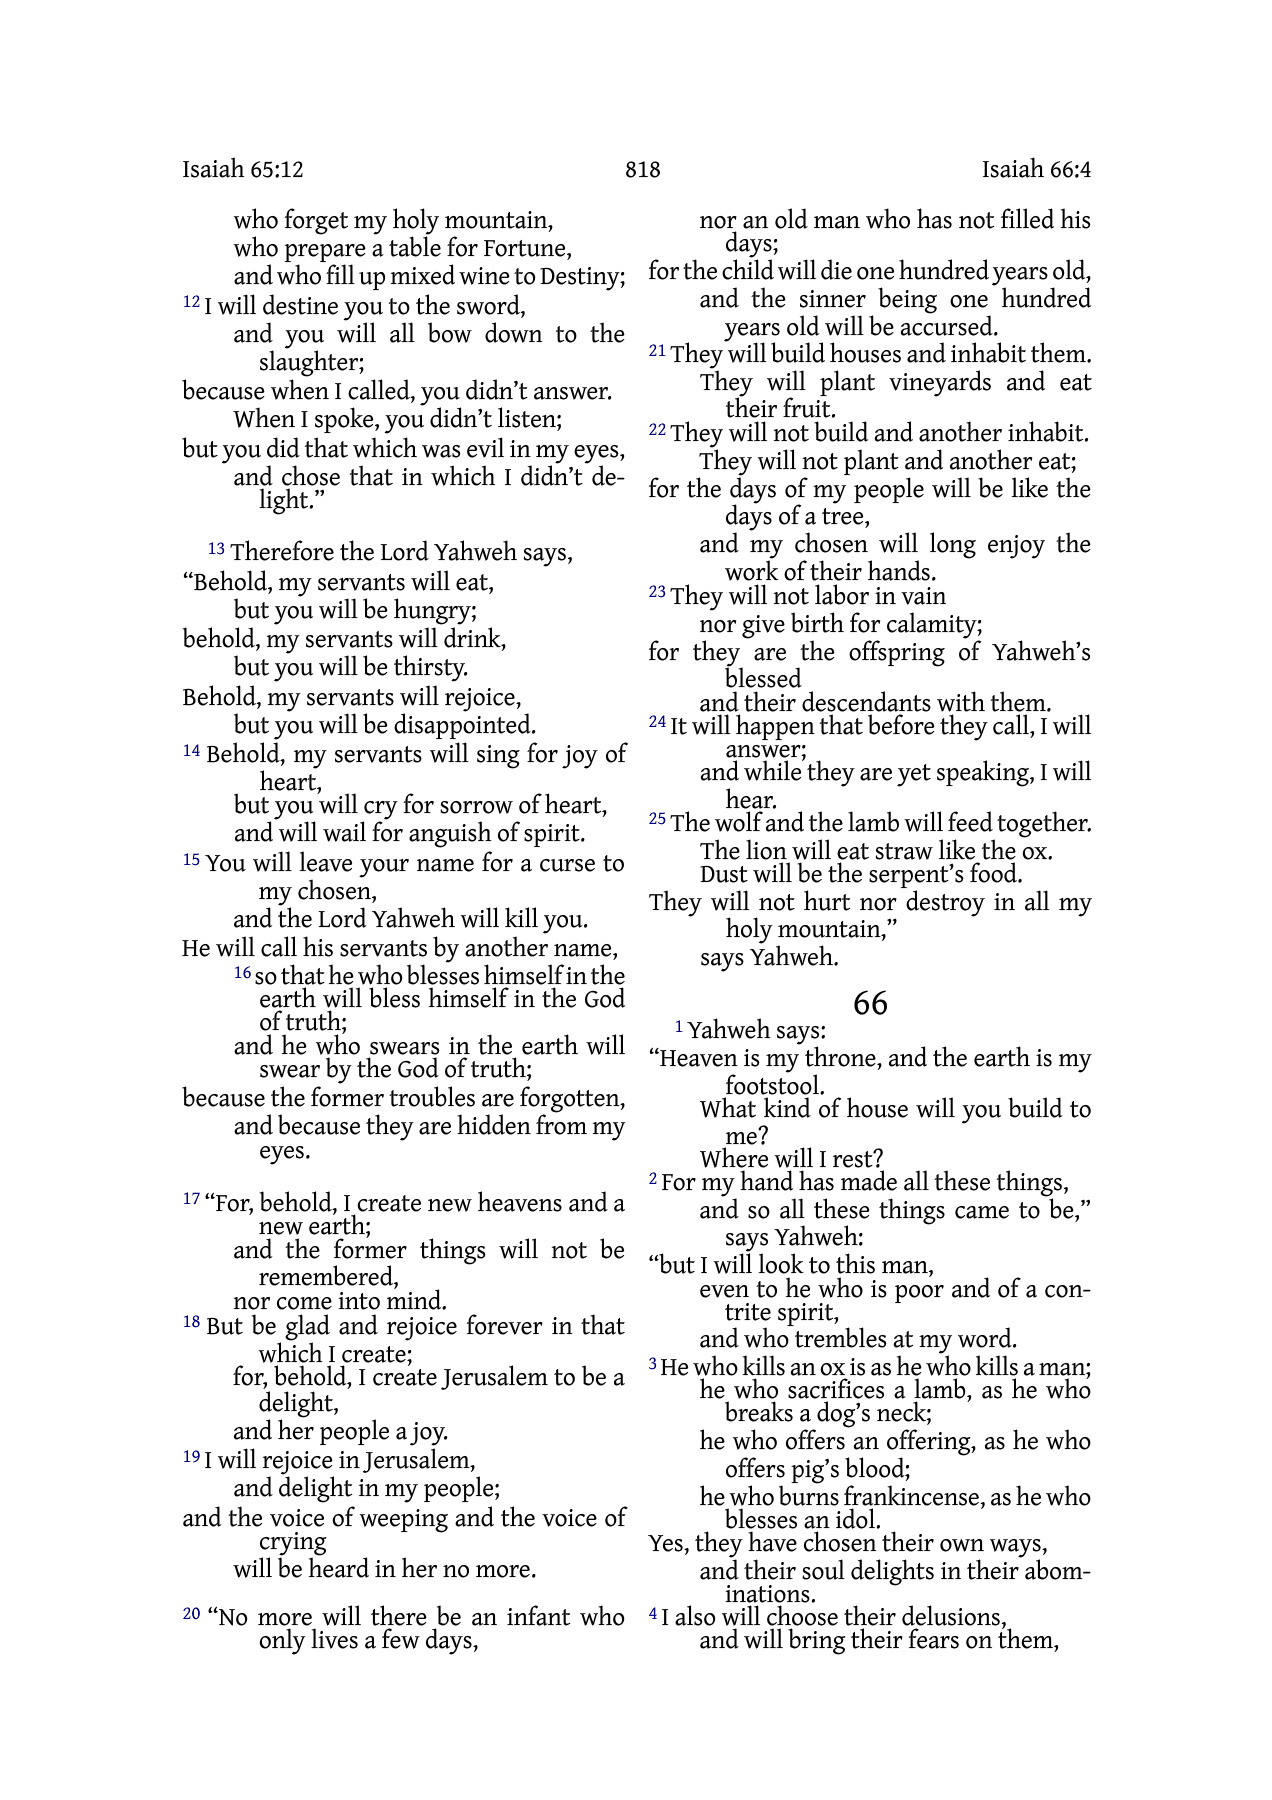 Isaiah 65:12
818
Isaiah 66:4
who forget my holy mountain,
who prepare a table for Fortune,
and who fill up mixed wine to Destiny;
12 I will destine you to the sword,
and you will all bow down to the
slaughter;
because when I called, you didn’t answer.
When I spoke, you didn’t listen;
but you did that which was evil in my eyes,
and chose that in which I didn’t de-
light.”
13 Therefore the Lord Yahweh says,
“Behold, my servants will eat,
but you will be hungry;
behold, my servants will drink,
but you will be thirsty.
Behold, my servants will rejoice,
but you will be disappointed.
14 Behold, my servants will sing for joy of
heart,
but you will cry for sorrow of heart,
and will wail for anguish of spirit.
15 You will leave your name for a curse to
my chosen,
and the Lord Yahweh will kill you.
He will call his servants by another name,
16 so that he who blesses himself in the
earth will bless himself in the God
of truth;
and he who swears in the earth will
swear by the God of truth;
because the former troubles are forgotten,
and because they are hidden from my
eyes.
17 “For, behold, I create new heavens and a
new earth;
and the former things will not be
remembered,
nor come into mind.
18 But be glad and rejoice forever in that
which I create;
for, behold, I create Jerusalem to be a
delight,
and her people a joy.
19 I will rejoice in Jerusalem,
and delight in my people;
and the voice of weeping and the voice of
crying
will be heard in her no more.
20 “No more will there be an infant who
only lives a few days,
nor an old man who has not filled his
days;
for the child will die one hundred years old,
and the sinner being one hundred
years old will be accursed.
21 They will build houses and inhabit them.
They will plant vineyards and eat
their fruit.
22 They will not build and another inhabit.
They will not plant and another eat;
for the days of my people will be like the
days of a tree,
and my chosen will long enjoy the
work of their hands.
23 They will not labor in vain
nor give birth for calamity;
for they are the offspring of Yahweh’s
blessed
and their descendants with them.
24 It will happen that before they call, I will
answer;
and while they are yet speaking, I will
hear.
25 The wolf and the lamb will feed together.
The lion will eat straw like the ox.
Dust will be the serpent’s food.
They will not hurt nor destroy in all my
holy mountain,”
says Yahweh.
66
1 Yahweh says:
“Heaven is my throne, and the earth is my
footstool.
What kind of house will you build to
me?
Where will I rest?
2 For my hand has made all these things,
and so all these things came to be,”
says Yahweh:
“but I will look to this man,
even to he who is poor and of a con-
trite spirit,
and who trembles at my word.
3 He who kills an ox is as he who kills a man;
he who sacrifices a lamb, as he who
breaks a dog’s neck;
he who offers an offering, as he who
offers pig’s blood;
he who burns frankincense, as he who
blesses an idol.
Yes, they have chosen their own ways,
and their soul delights in their abom-
inations.
4 I also will choose their delusions,
and will bring their fears on them,